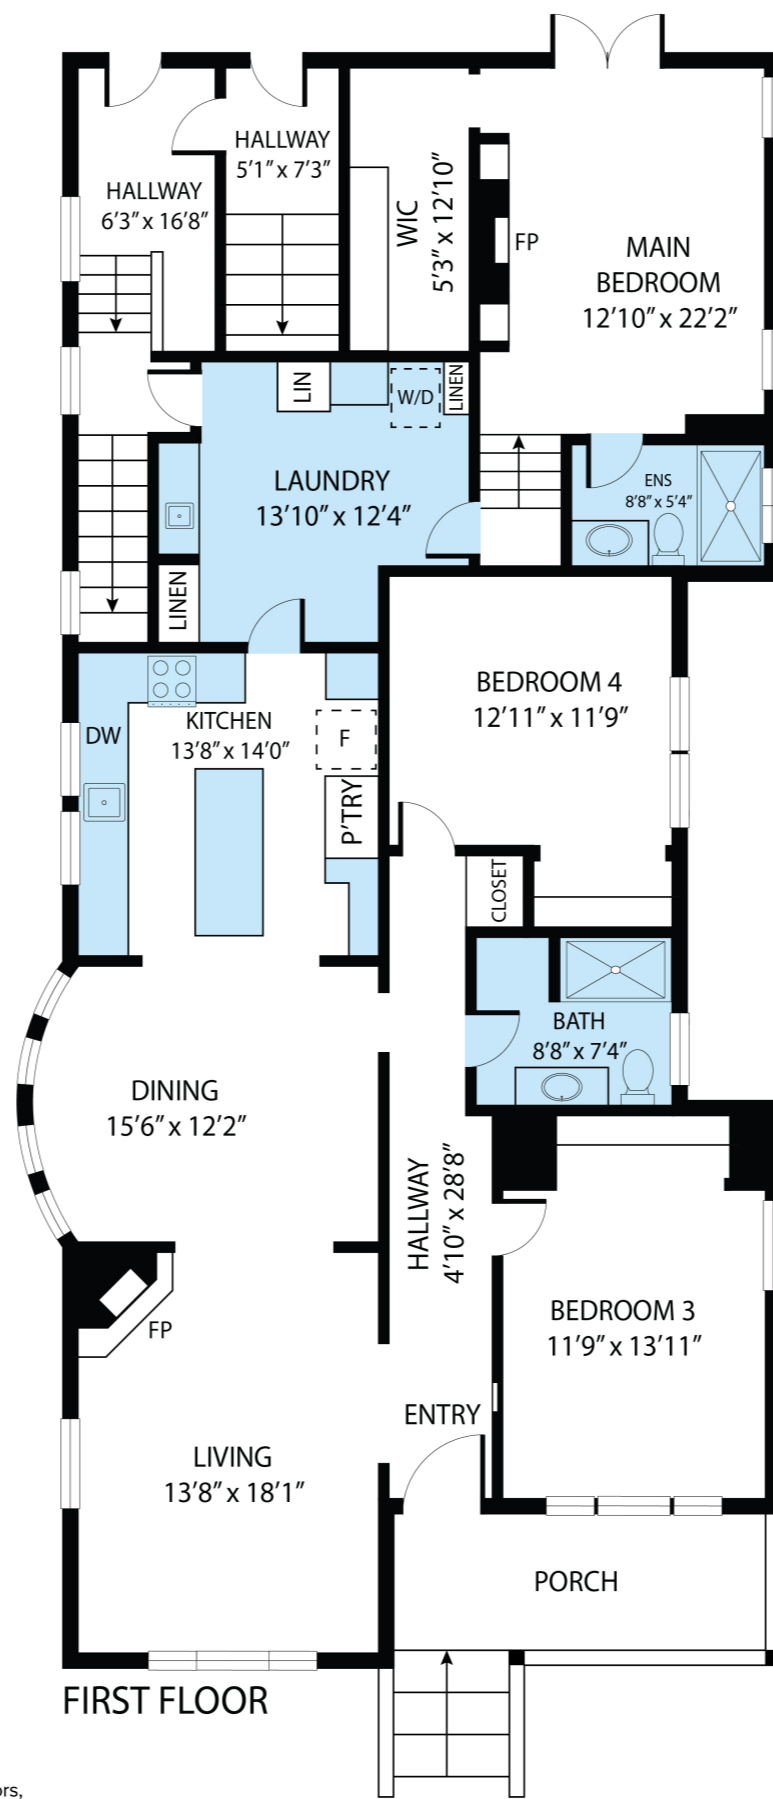 HALLWAY
5'1" x 7'3"
HALLWAY
6'3" x 16'8"
WIC
5'3" x 12'10"
FP
MAIN
BEDROOM
12'10" x 22'2"
LIN
W/D
LINEN
LAUNDRY
13'10" x 12'4"
ENS
8'8" x 5'4"
LINEN
BEDROOM 4
12'11" x 11'9"
KITCHEN
13'8" x 14'0"
DW
F
P'TRY
CLOSET
BATH
8'8" x 7'4"
DINING
15'6" x 12'2"
HALLWAY
4'10" x 28'8"
FP
BEDROOM 3
11'9" x 13'11"
ENTRY
LIVING
13'8" x 18'1"
PORCH
FIRST FLOOR
ors,